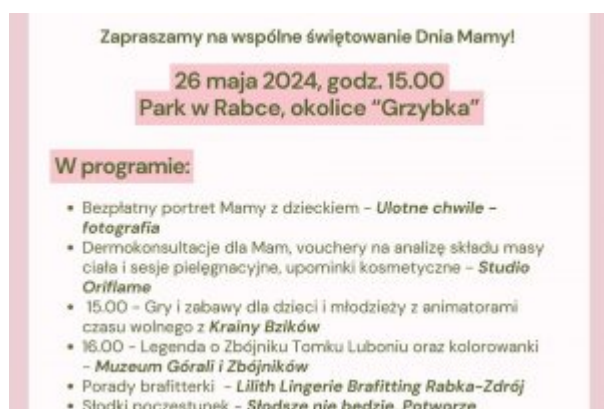 Zapraszamy na wspólne świętowanie Dnia Mamy!
26 maja 2024, godz. 15.00
Park w Rabce, okolice "Grzybka"
W programie:
• Bezpłatny portret Mamy z dzieckiem - Ulotne chwile -
fotografia
• Dermokonsultacje dla Mam, vouchery na analizę składu masy
ciała i sesje pielęgnacyjne, upominki kosmetyczne - Studio
Oriflame
• 15.00 - Gry i zabawy dla dzieci i młodzieży z animatorami
czasu wolnego z Krainy Bzików
• 16.00 - Legenda o Zbójniku Tomku Luboniu oraz kolorowanki
- Muzeum Górali i Zbójników
• Porady brafitterki - Lilith Lingerie Brafitting Rabka-Zdrój
• Słodki poczęstunek - Słodsze nie będzie, Potworze